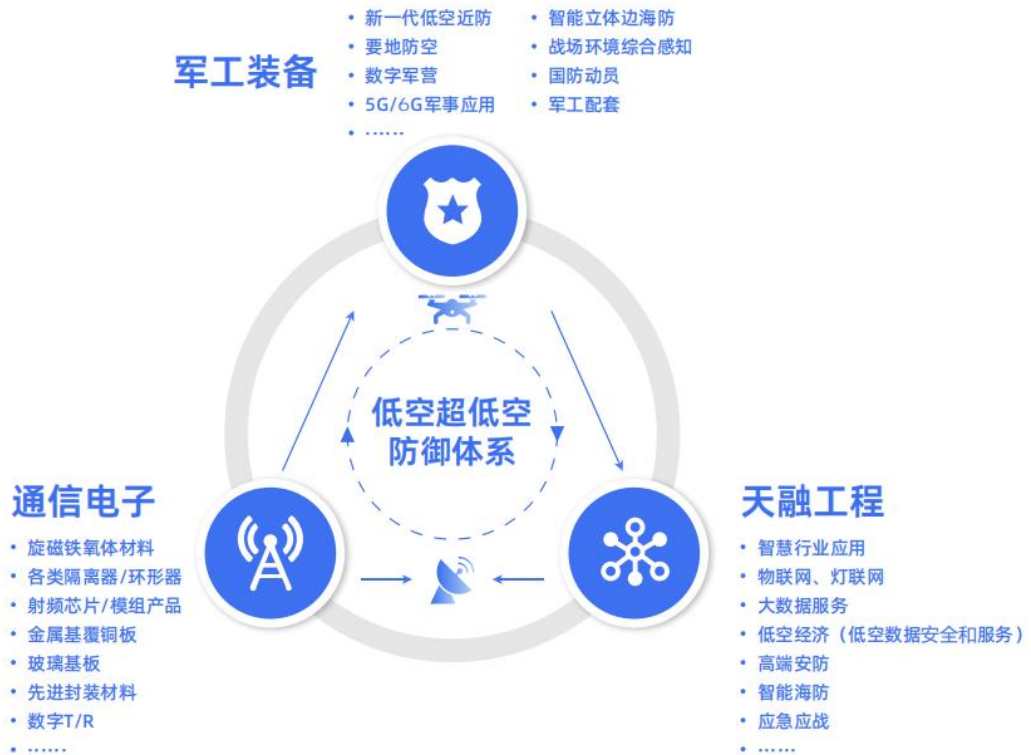 军工装备
• 新一代低空近防
• 要地防空
• 数字军营
• 5G/6G军事应用
• ……
• 智能立体边海防
• 战场环境综合感知
• 国防动员
• 军工配套
低空超低空
防御体系
通信电子
• 旋磁铁氧体材料
• 各类隔离器/环形器
• 射频芯片/模组产品
• 金属基覆铜板
• 玻璃基板
• 先进封装材料
• 数字T/R
• ……
天融工程
• 智慧行业应用
• 物联网、灯联网
• 大数据服务
• 低空经济（低空数据安全和服务）
• 高端安防
• 智能海防
• 应急应战
• ……